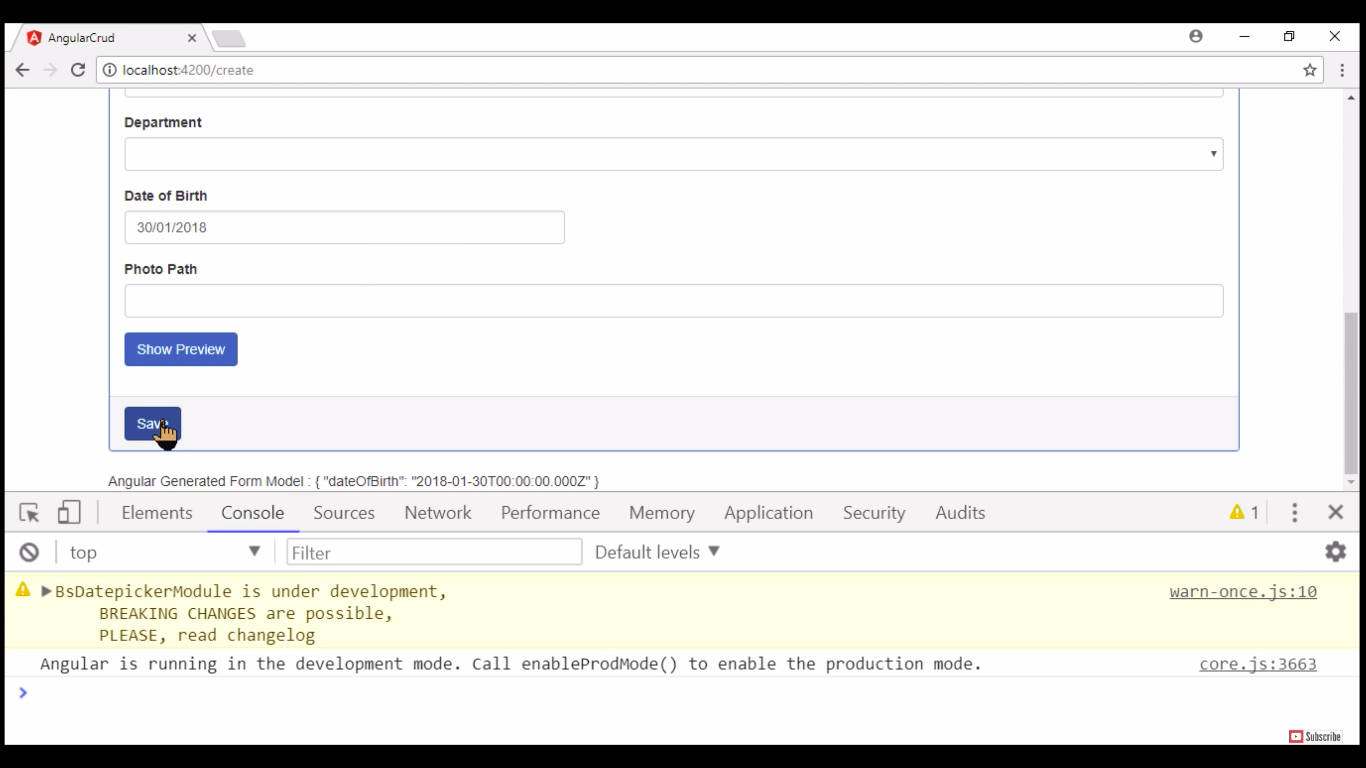 AngularCrud
localhost:4200/create
Department
Date of Birth
30/01/2018
Photo Path
Show Preview
Save
Angular Generated Form Model : { "dateOfBirth": "2018-01-30T00:00:00.000Z" }
Elements Console Sources Network Performance Memory Application Security Audits 1
top Filter Default levels
BsDatepickerModule is under development, warn-once.js:10
BREAKING CHANGES are possible,
PLEASE, read changelog
Angular is running in the development mode. Call enableProdMode() to enable the production mode. core.js:3663
Subscribe